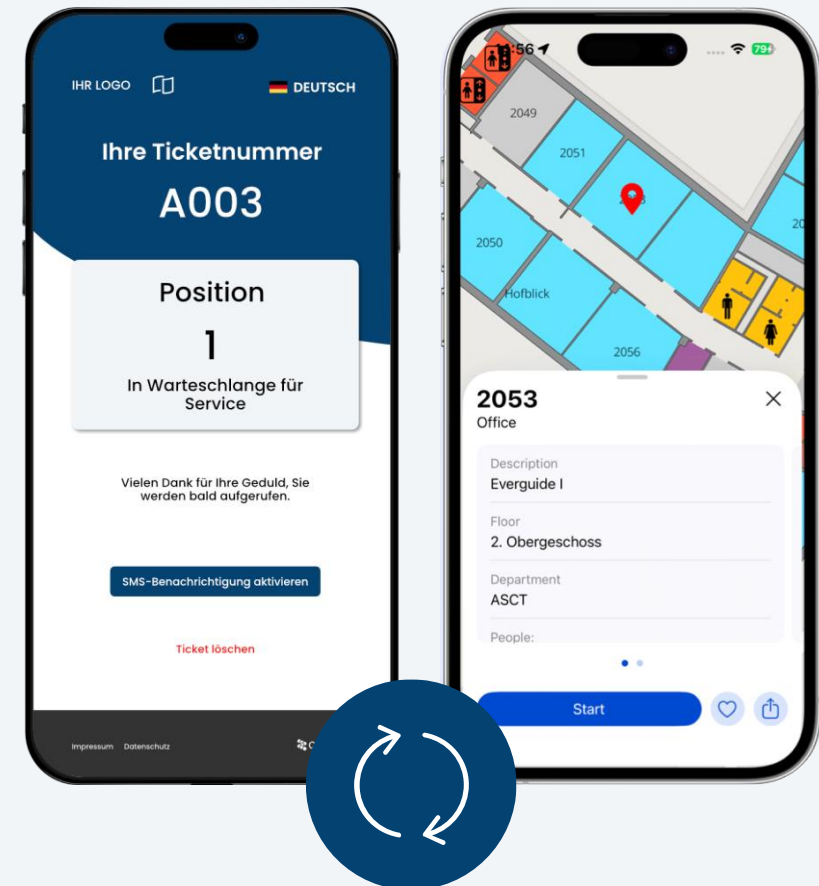 IHR LOGO
DEUTSCH
Ihre Ticketnummer
A003
Position
1
In Warteschlange für
Service
Vielen Dank für Ihre Geduld, Sie
werden bald aufgerufen.
SMS-Benachrichtigung aktivieren
Ticket löschen
Impressum Datenschutz
:56
79
2049
2051
2050
Hofblick
2056
2053
Office
Description
Everguide I
Floor
2. Obergeschoss
Department
ASCT
People:
Start